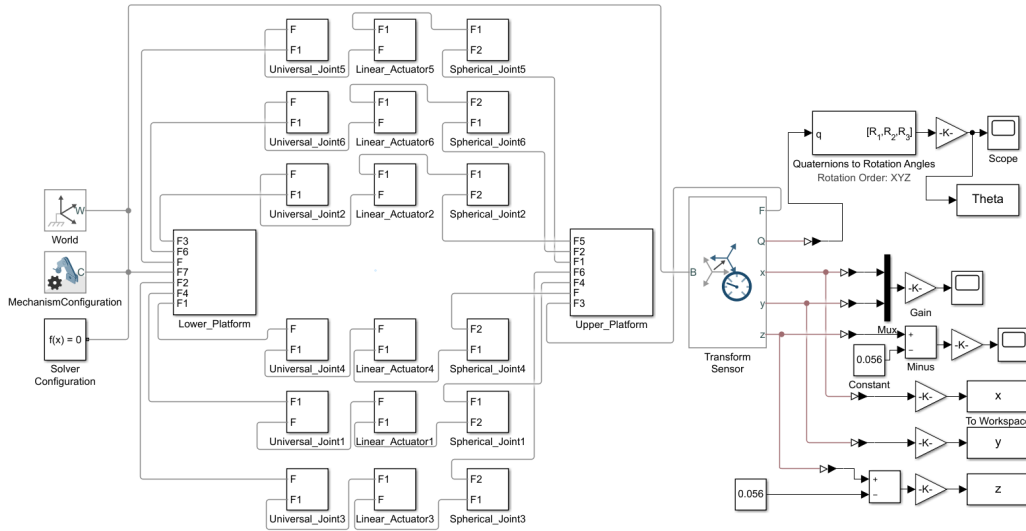 F
F1
Universal_Joint5
F1
F
Linear_Actuator5
F1
F2
Spherical_Joint5
F
F1
Universal_Joint6
F1
F
Linear_Actuator6
F2
F1
Spherical_Joint6
F
F1
Universal_Joint2
F1
F
Linear_Actuator2
F1
F2
Spherical_Joint2
W
World
C
MechanismConfiguration
f(x) = 0
Solver
Configuration
F3
F6
F
F7
F2
F4
F1
Lower_Platform
F5
F2
F1
F6
F4
F
F3
Upper_Platform
F
F1
Universal_Joint4
F
F1
Linear_Actuator4
F2
F1
Spherical_Joint4
F1
F
Universal_Joint1
F
F1
Linear_Actuator1
F1
F2
Spherical_Joint1
F1
F
Universal_Joint3
F1
F
Linear_Actuator3
F2
F1
Spherical_Joint3
B
F
Q
x
y
z
Transform
Sensor
q
[R1,R2,R3]
Quaternions to Rotation Angles
Rotation Order: XYZ
-K-
Scope
Theta
Mux
-K-
Gain
0.056
Constant
+
−
Minus
-K-
-K-
x
To Workspace
-K-
y
0.056
+
−
-K-
z